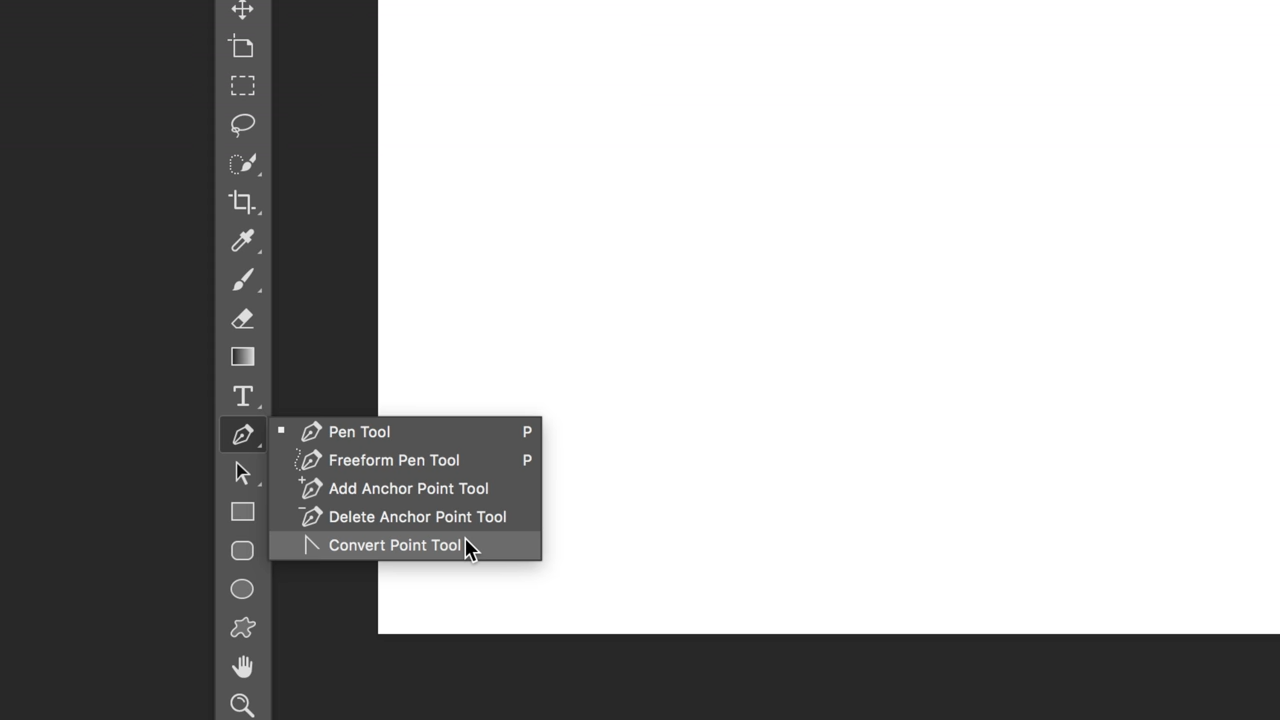 Pen Tool P
Freeform Pen Tool P
Add Anchor Point Tool
Delete Anchor Point Tool
Convert Point Tool